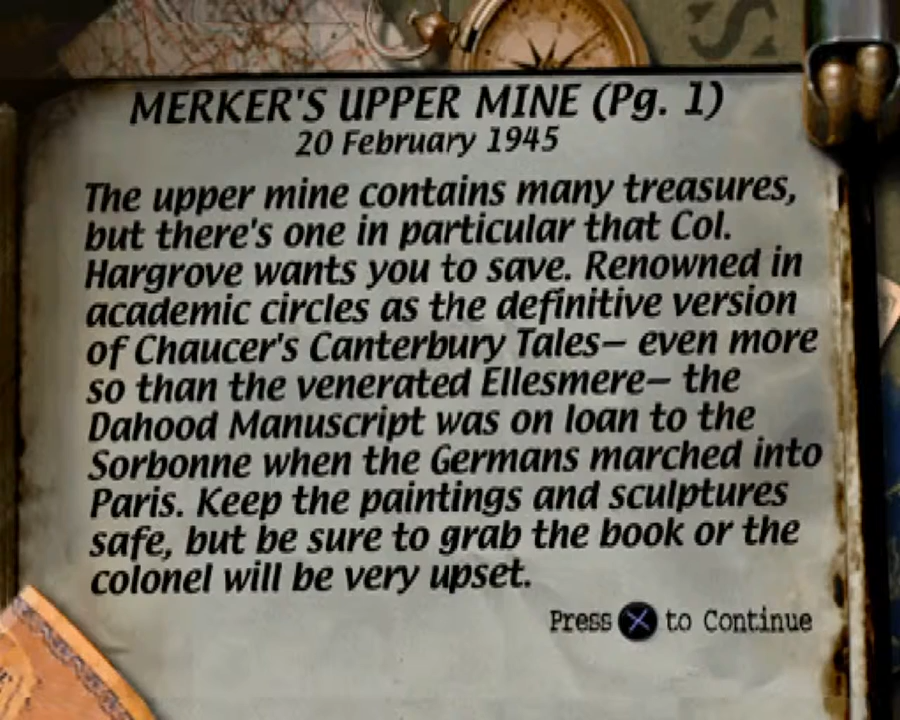 MERKER'S UPPER MINE (Pg. 1)
20 February 1945
The upper mine contains many treasures,
but there's one in particular that Col.
Hargrove wants you to save. Renowned in
academic circles as the definitive version
of Chaucer's Canterbury Tales— even more
so than the venerated Ellesmere— the
Dahood Manuscript was on loan to the
Sorbonne when the Germans marched into
Paris. Keep the paintings and sculptures
safe, but be sure to grab the book or the
colonel will be very upset.
Press X to Continue